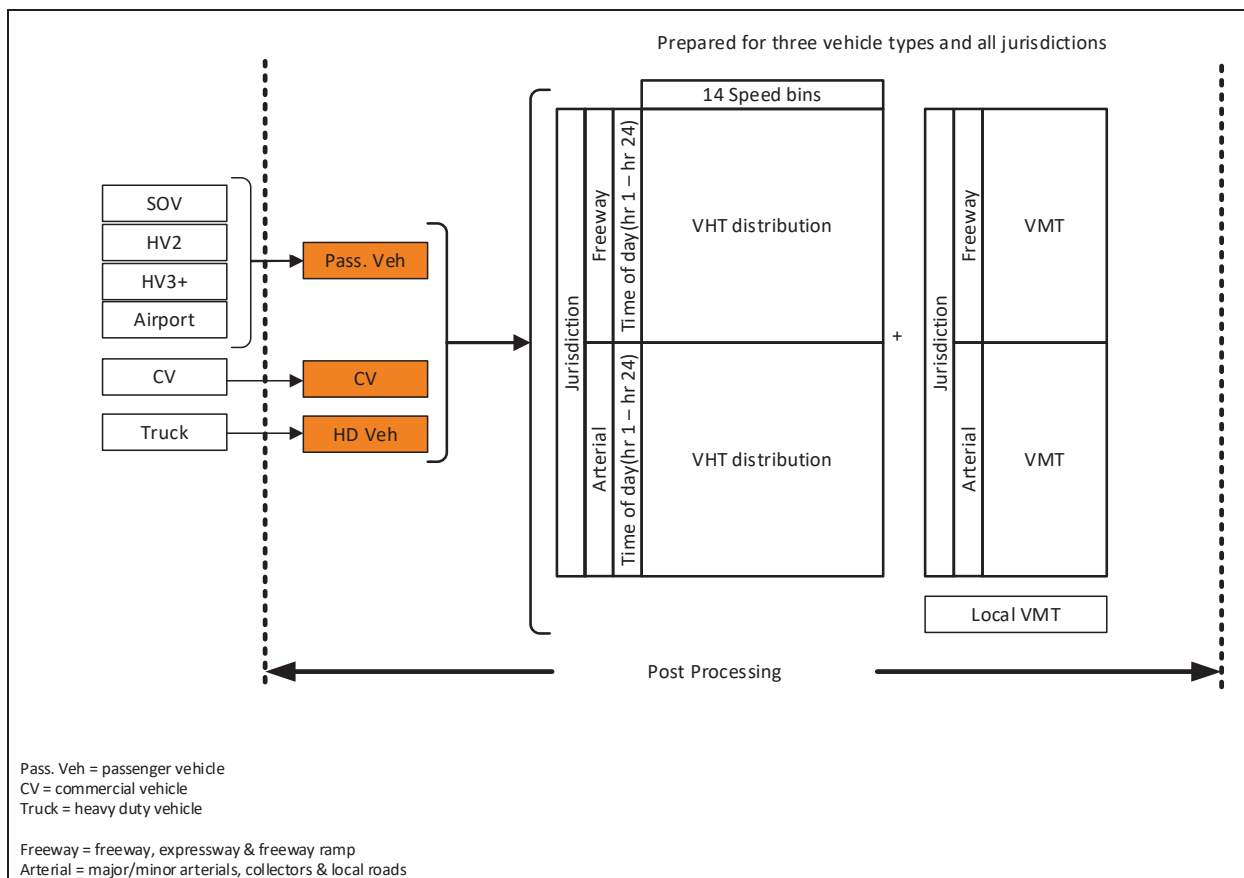 Prepared for three vehicle types and all jurisdictions
14 Speed bins
SOV
HV2
HV3+
Airport
CV
Truck
Pass. Veh
CV
HD Veh
Jurisdiction
Freeway
Time of day(hr 1 – hr 24)
VHT distribution
Arterial
Time of day(hr 1 – hr 24)
VHT distribution
+
Jurisdiction
Freeway
VMT
Arterial
VMT
Local VMT
Post Processing
Pass. Veh = passenger vehicle
CV = commercial vehicle
Truck = heavy duty vehicle
Freeway = freeway, expressway & freeway ramp
Arterial = major/minor arterials, collectors & local roads